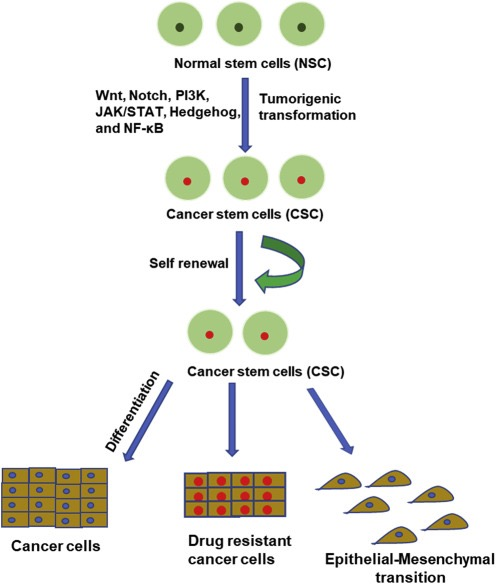 Normal stem cells (NSC)
Wnt, Notch, PI3K,
JAK/STAT, Hedgehog,
and NF-κB
Tumorigenic
transformation
Cancer stem cells (CSC)
Self renewal
Cancer stem cells (CSC)
Differentiation
Cancer cells
Drug resistant
cancer cells
Epithelial-Mesenchymal
transition